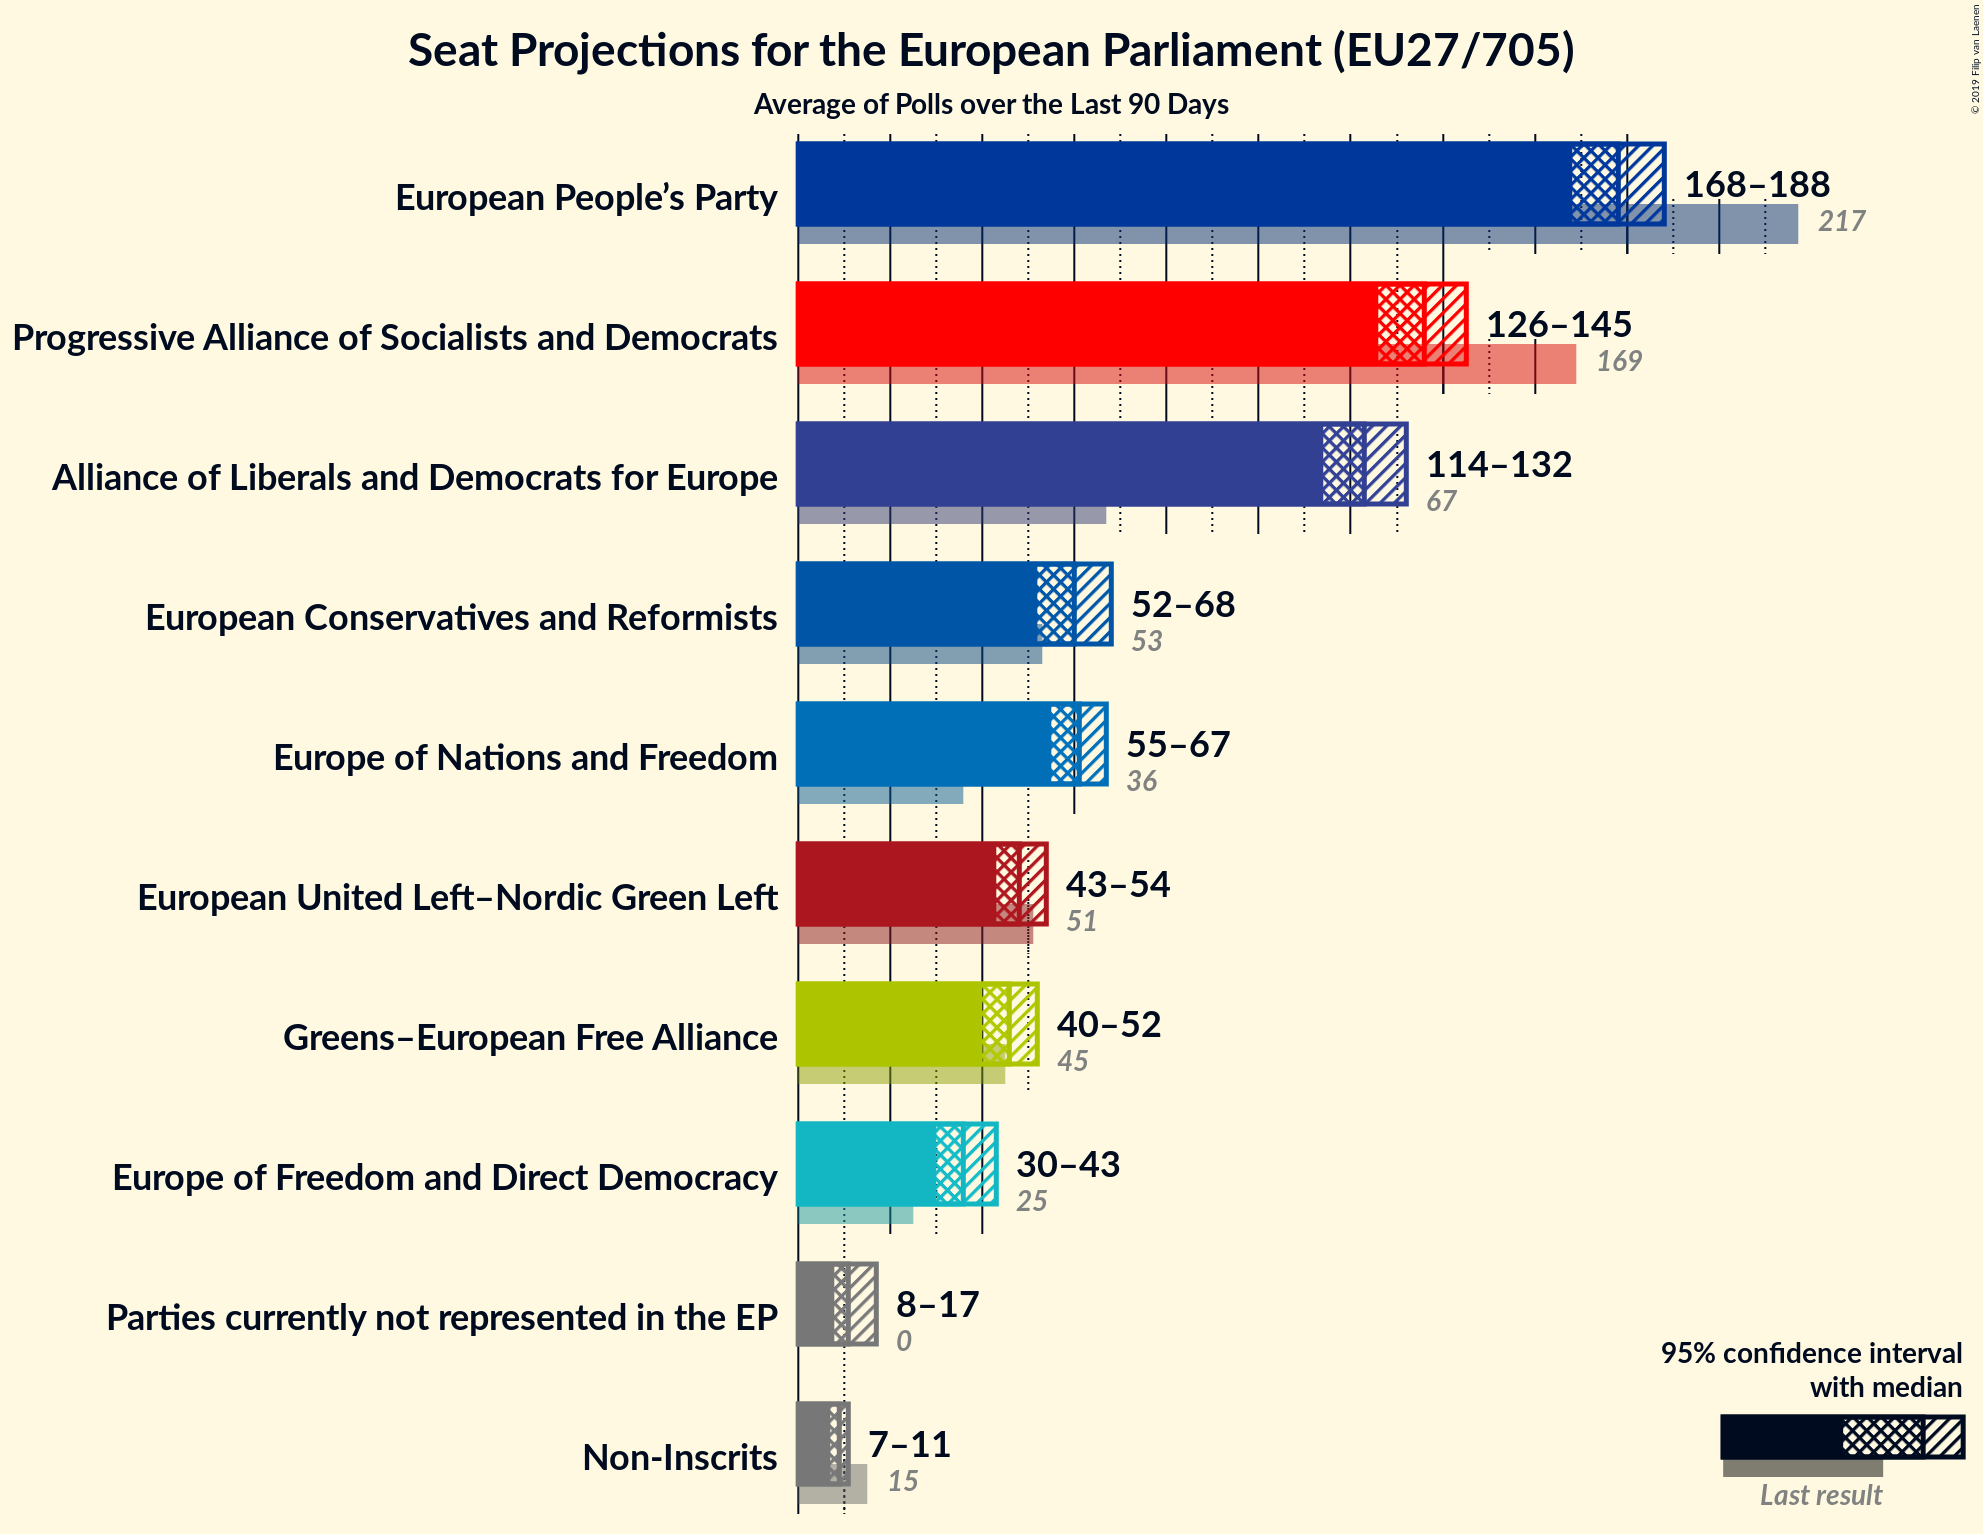 Seat Projections for the European Parliament (EU27/705)
Average of Polls over the Last 90 Days
© 2019 Filip van Laenen
European People’s Party
168–188
217
Progressive Alliance of Socialists and Democrats
126–145
169
Alliance of Liberals and Democrats for Europe
114–132
67
European Conservatives and Reformists
52–68
53
Europe of Nations and Freedom
55–67
36
European United Left–Nordic Green Left
43–54
51
Greens–European Free Alliance
40–52
45
Europe of Freedom and Direct Democracy
30–43
25
Parties currently not represented in the EP
8–17
0
Non-Inscrits
7–11
15
95% confidence interval
with median
Last result